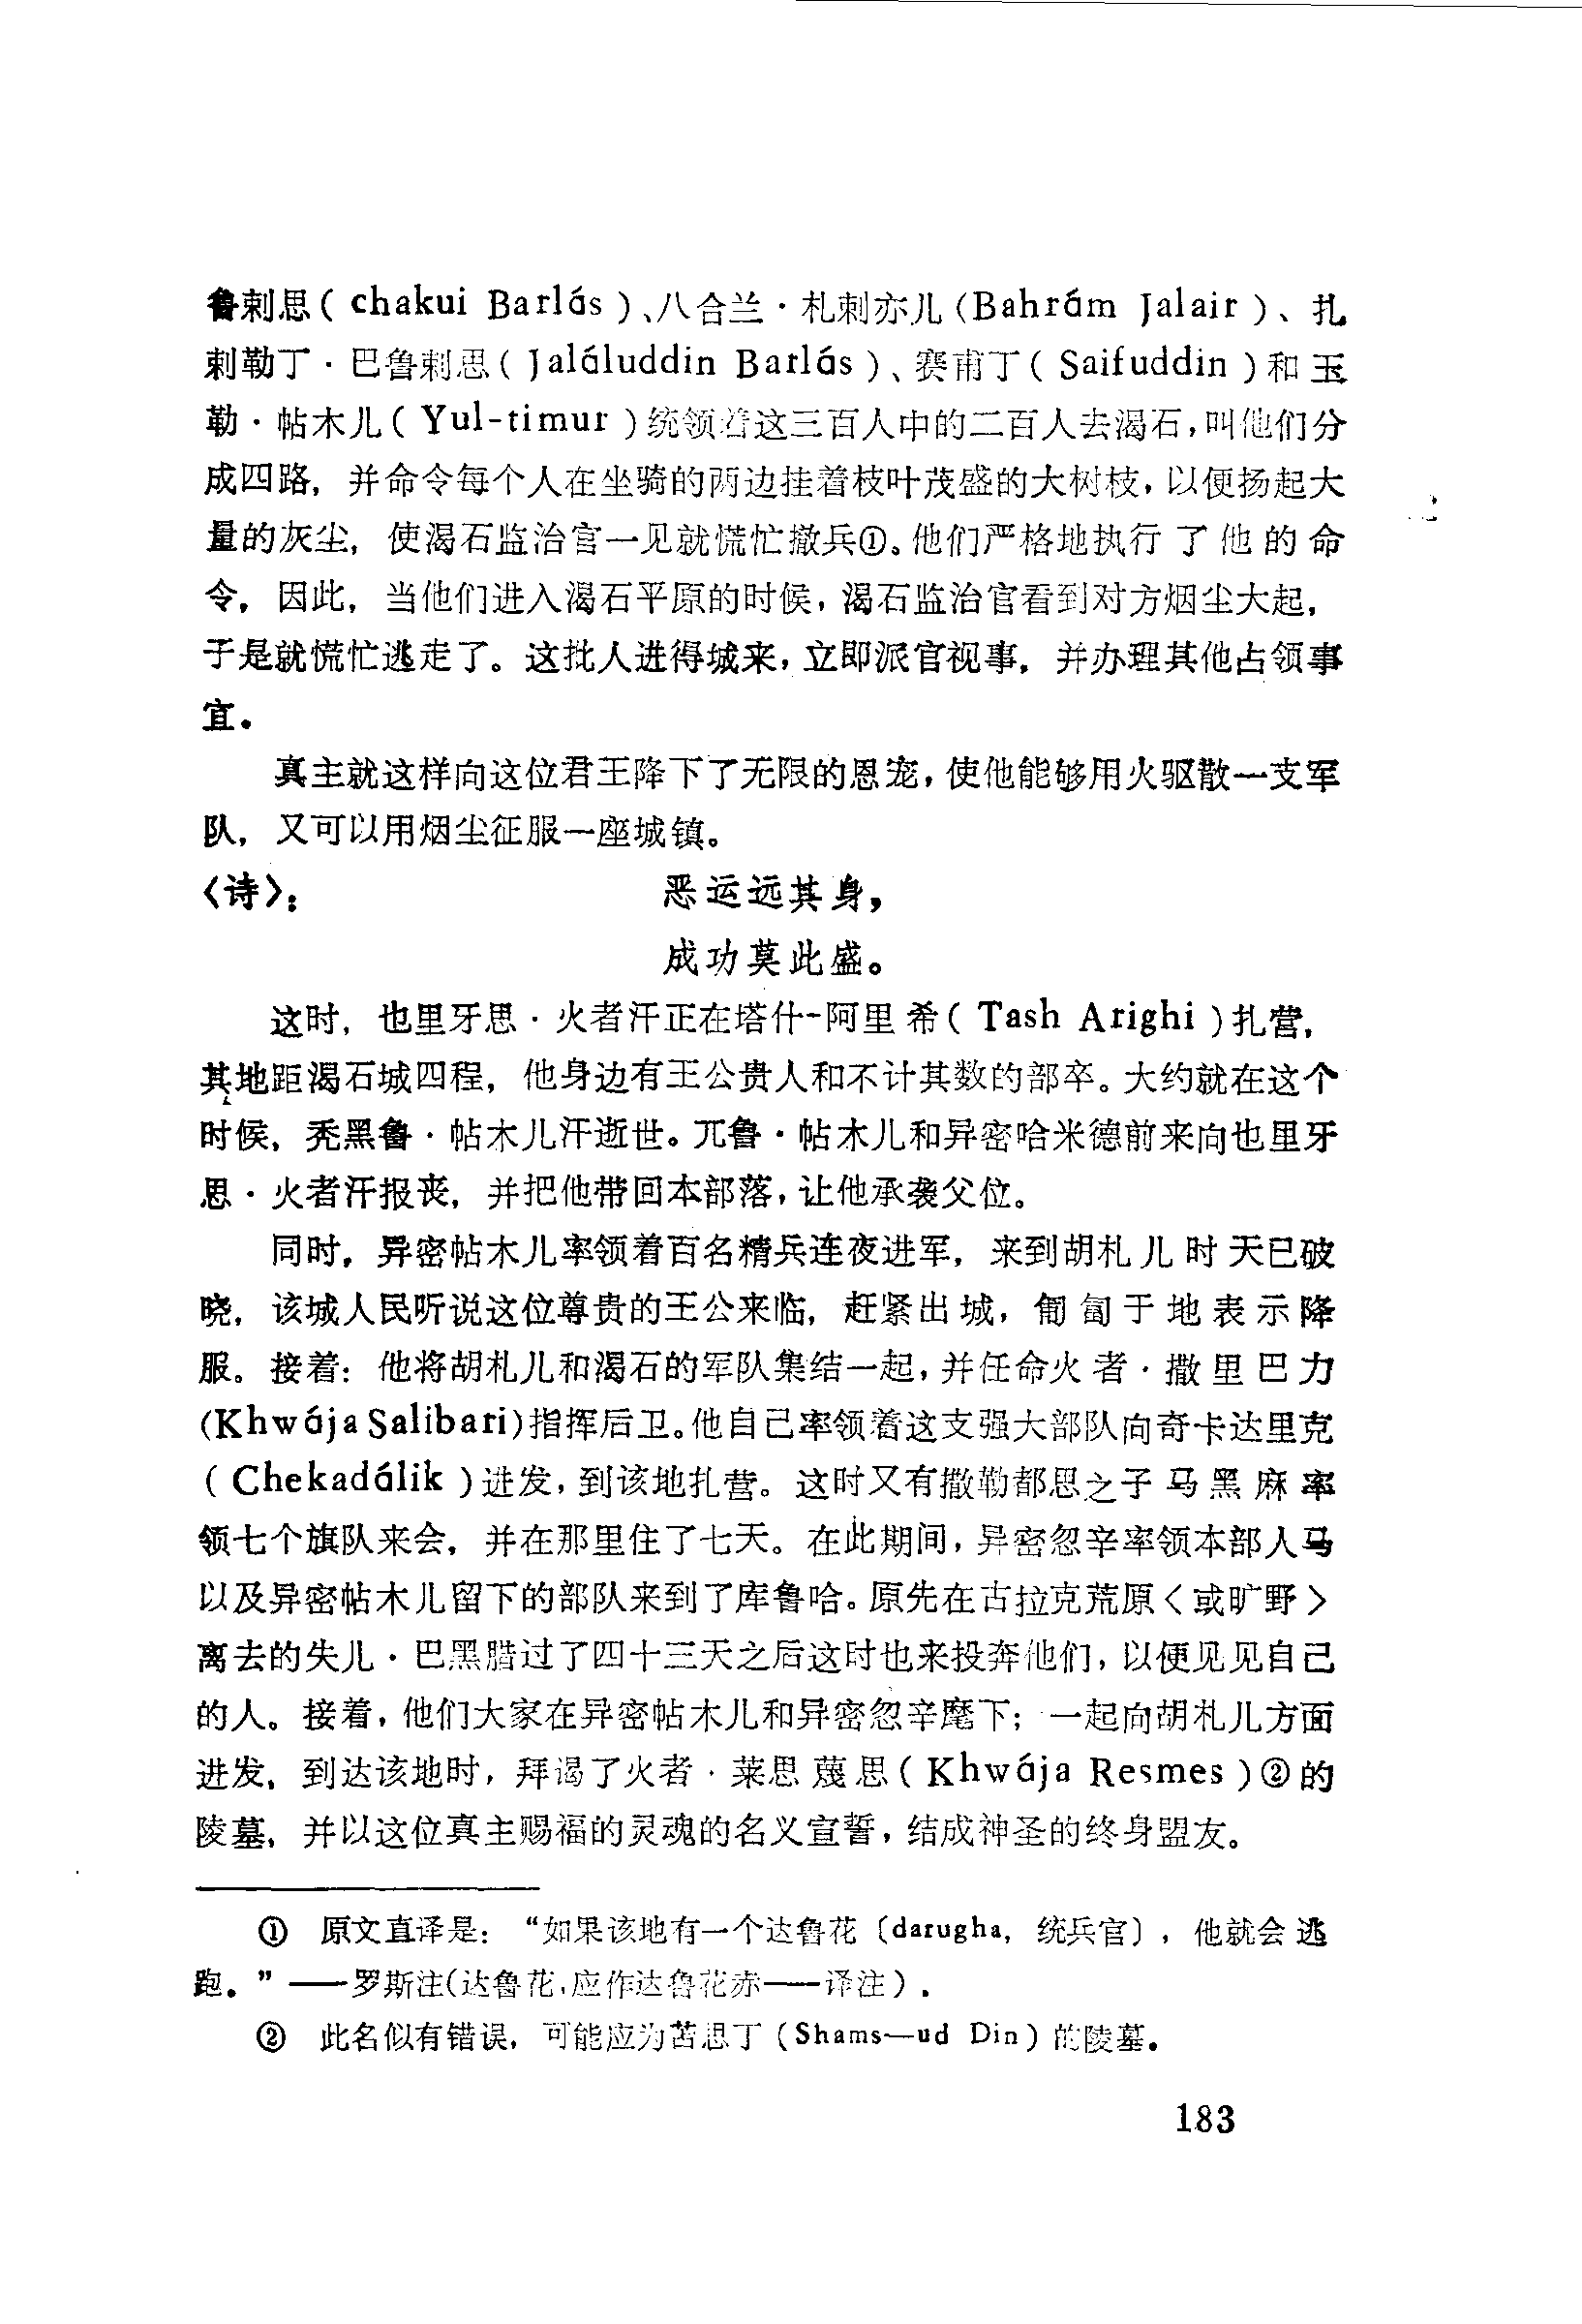 鲁剌思( chakui Barlás )、八合兰·札刺亦儿(Bahrám Jalair )、扎
剌勒丁·巴鲁剌思( Jaláluddin Barlás )、赛甫丁( Saifuddin )和玉
勒·帖木儿( Yul-timur )统领着这三百人中的二百人去渴石,叫他们分
成四路,并命令每个人在坐骑的两边挂着枝叶茂盛的大树枝,以便扬起大
量的灰尘,使渴石监治官一见就慌忙撤兵①。他们严格地执行了他的命
令,因此,当他们进入渴石平原的时候,渴石监治官看到对方烟尘大起,
于是就慌忙逃走了。这批人进得城来,立即派官视事,并办理其他占领事
宜。
真主就这样向这位君王降下了无限的恩宠,使他能够用火驱散一支军
队,又可以用烟尘征服一座城镇。
〈诗〉: 恶运远其身,
成功莫此盛。
这时,也里牙思·火者汗正在塔什-阿里希( Tash Arighi )扎营,
其地距渴石城四程,他身边有王公贵人和不计其数的部卒。大约就在这个
时候,秃黑鲁·帖木儿汗逝世。兀鲁·帖木儿和异密哈米德前来向也里牙
思·火者汗报丧,并把他带回本部落,让他承袭父位。
同时,异密帖木儿率领着百名精兵连夜进军,来到胡札儿时天已破
晓,该城人民听说这位尊贵的王公来临,赶紧出城,匍匐于地表示降
服。接着:他将胡札儿和渴石的军队集结一起,并任命火者·撒里巴力
(Khwája Salibari)指挥后卫。他自己率领着这支强大部队向奇卡达里克
( Chekadálik )进发,到该地扎营。这时又有撒勒都思之子马黑麻率
领七个旗队来会,并在那里住了七天。在此期间,异密忽辛率领本部人马
以及异密帖木儿留下的部队来到了库鲁哈。原先在古拉克荒原〈或旷野〉
离去的失儿·巴黑腊过了四十三天之后这时也来投奔他们,以便见见自己
的人。接着,他们大家在异密帖木儿和异密忽辛麾下;一起向胡札儿方面
进发,到达该地时,拜谒了火者·莱思蔑思( Khwája Resmes )②的
陵墓,并以这位真主赐福的灵魂的名义宣誓,结成神圣的终身盟友。
① 原文直译是:“如果该地有一个达鲁花〔darugha,统兵官〕,他就会逃
跑。”——罗斯注(达鲁花,应作达鲁花赤——译注).
② 此名似有错误,可能应为苫思丁(Shams—ud Din)的陵墓.
183